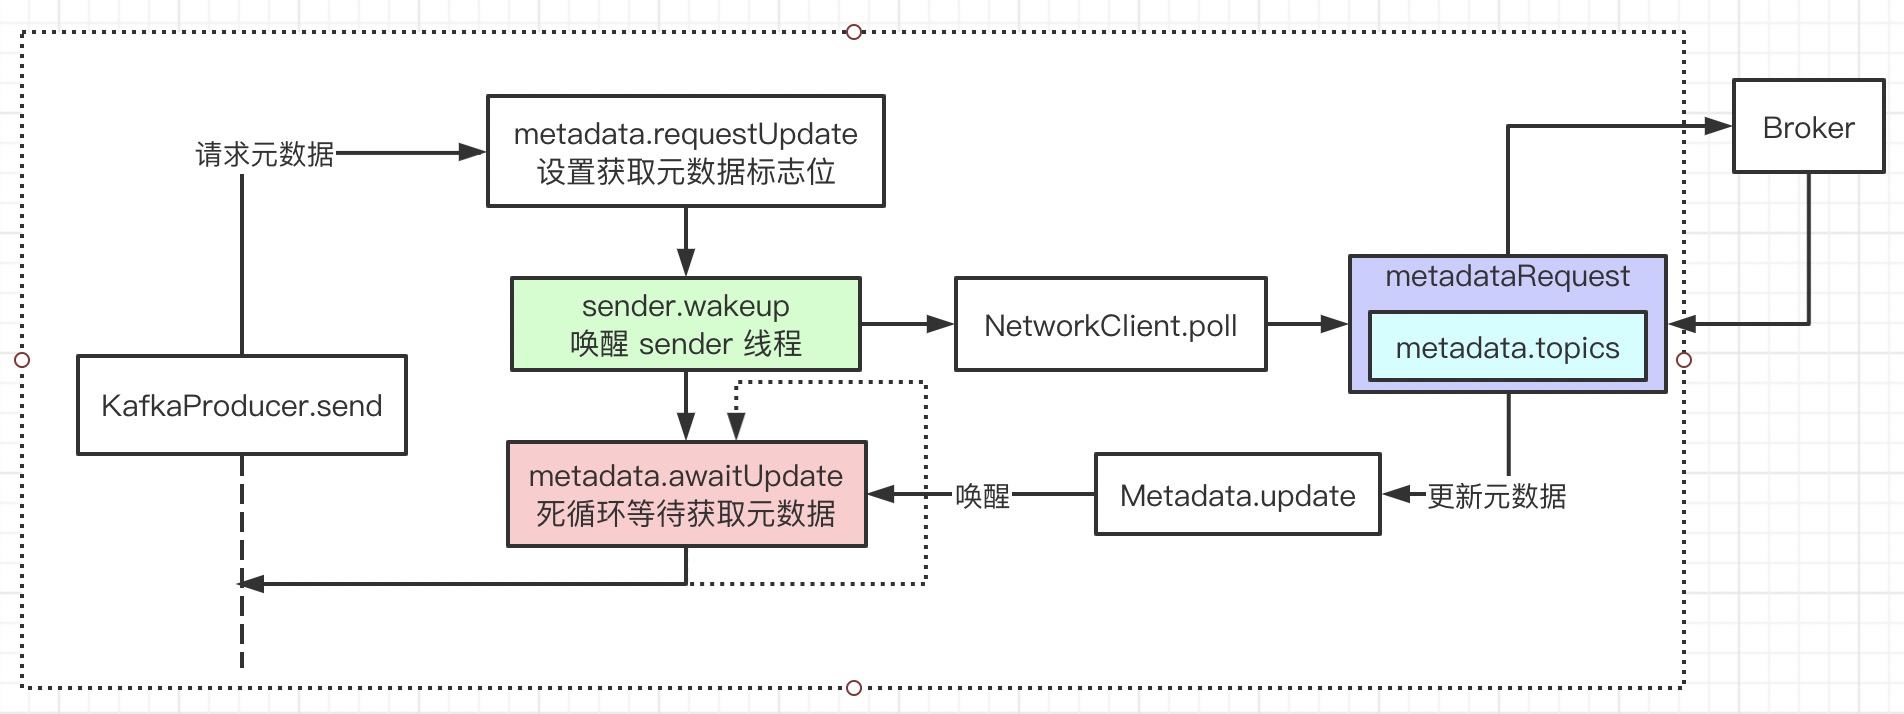 请求元数据
metadata.requestUpdate
设置获取元数据标志位
Broker
sender.wakeup
唤醒 sender 线程
NetworkClient.poll
metadataRequest
metadata.topics
KafkaProducer.send
metadata.awaitUpdate
死循环等待获取元数据
唤醒
Metadata.update
更新元数据